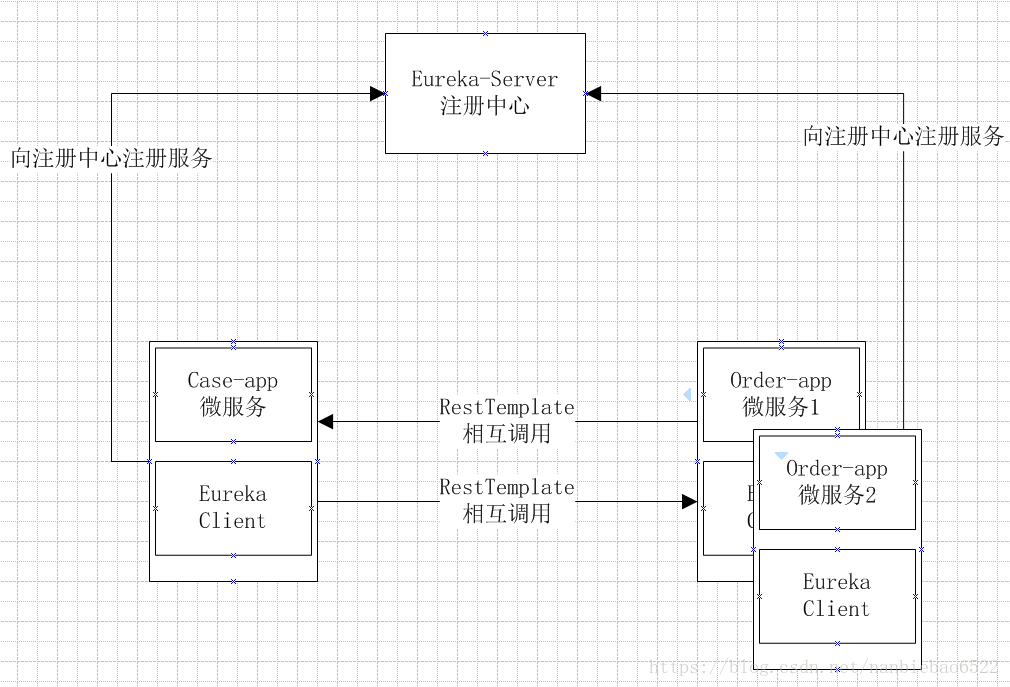 Eureka-Server
注册中心
向注册中心注册服务
向注册中心注册服务
Case-app
微服务
Eureka
Client
RestTemplate
相互调用
RestTemplate
相互调用
Order-app
微服务1
Order-app
微服务2
Eureka
Client
https://blog.csdn.net/nanbiebao6522